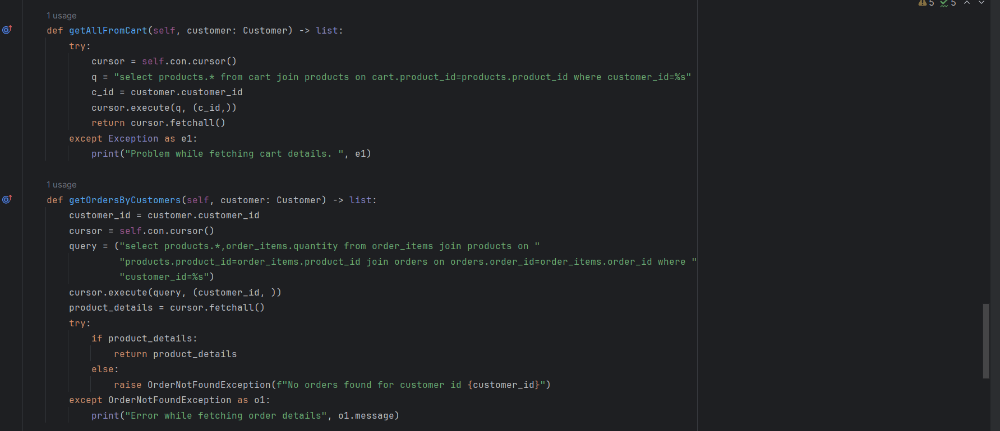 5 5
1 usage
def getAllFromCart(self, customer: Customer) -> list:
try:
cursor = self.con.cursor()
q = "select products.* from cart join products on cart.product_id=products.product_id where customer_id=%s"
c_id = customer.customer_id
cursor.execute(q, (c_id,))
return cursor.fetchall()
except Exception as e1:
print("Problem while fetching cart details. ", e1)
1 usage
def getOrdersByCustomers(self, customer: Customer) -> list:
customer_id = customer.customer_id
cursor = self.con.cursor()
query = ("select products.*,order_items.quantity from order_items join products on "
"products.product_id=order_items.product_id join orders on orders.order_id=order_items.order_id where "
"customer_id=%s")
cursor.execute(query, (customer_id, ))
product_details = cursor.fetchall()
try:
if product_details:
return product_details
else:
raise OrderNotFoundException(f"No orders found for customer id {customer_id}")
except OrderNotFoundException as o1:
print("Error while fetching order details", o1.message)